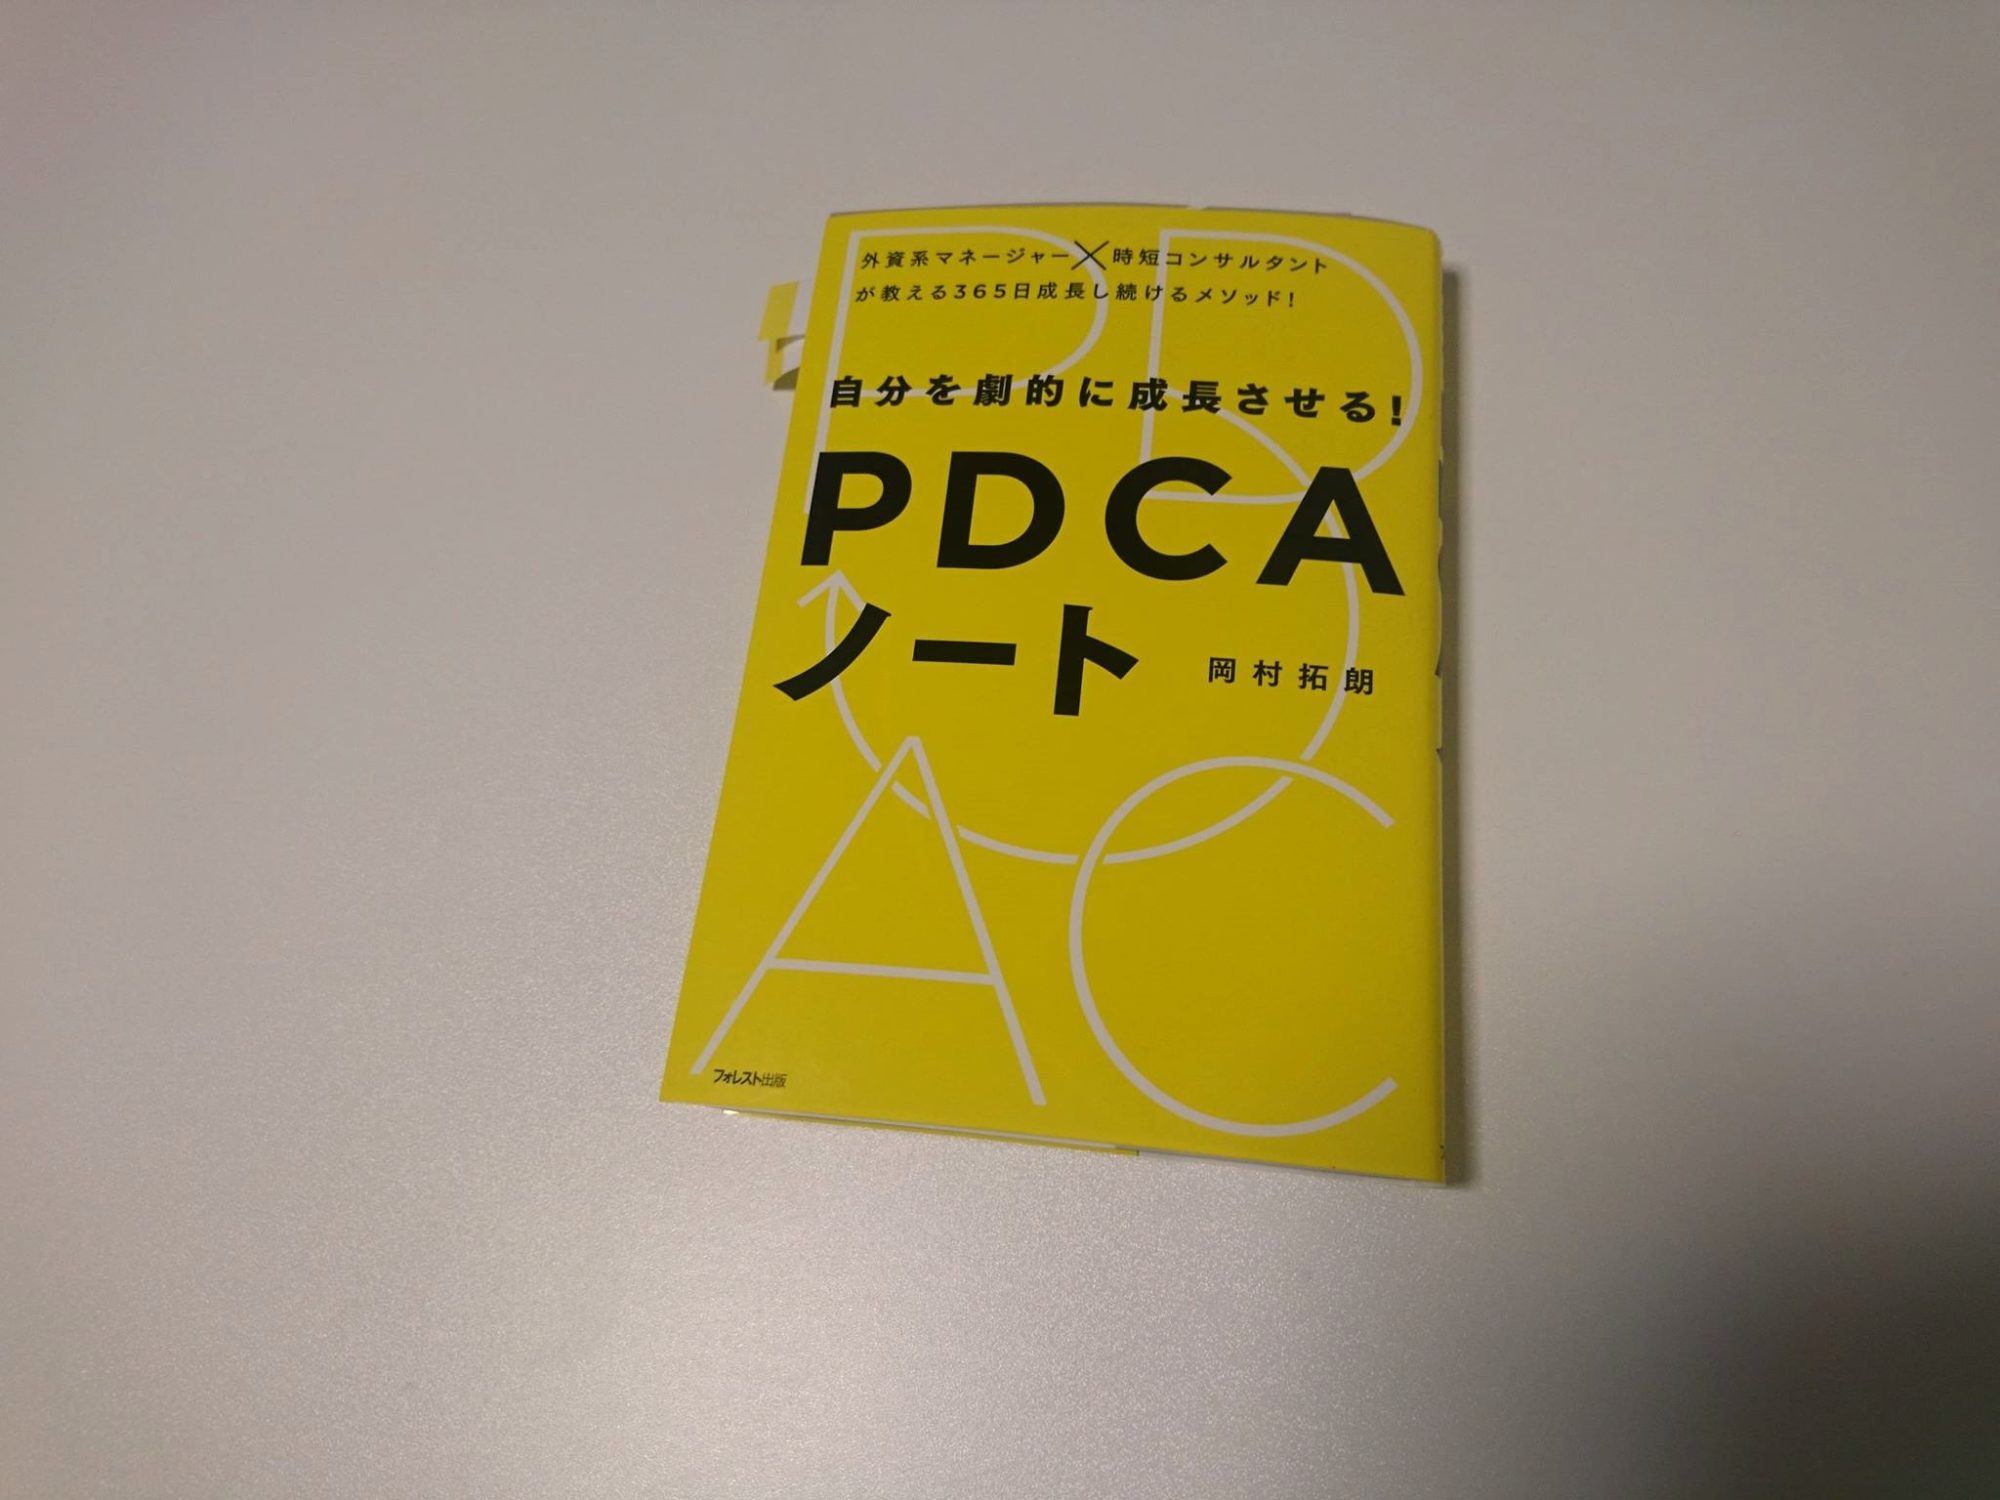 外資系マネージャー×時短コンサルタント
が教える365日成長し続けるメソッド!
自分を劇的に成長させる!
PDCA
ノート
岡村拓朗
P D
A C
フォレスト出版